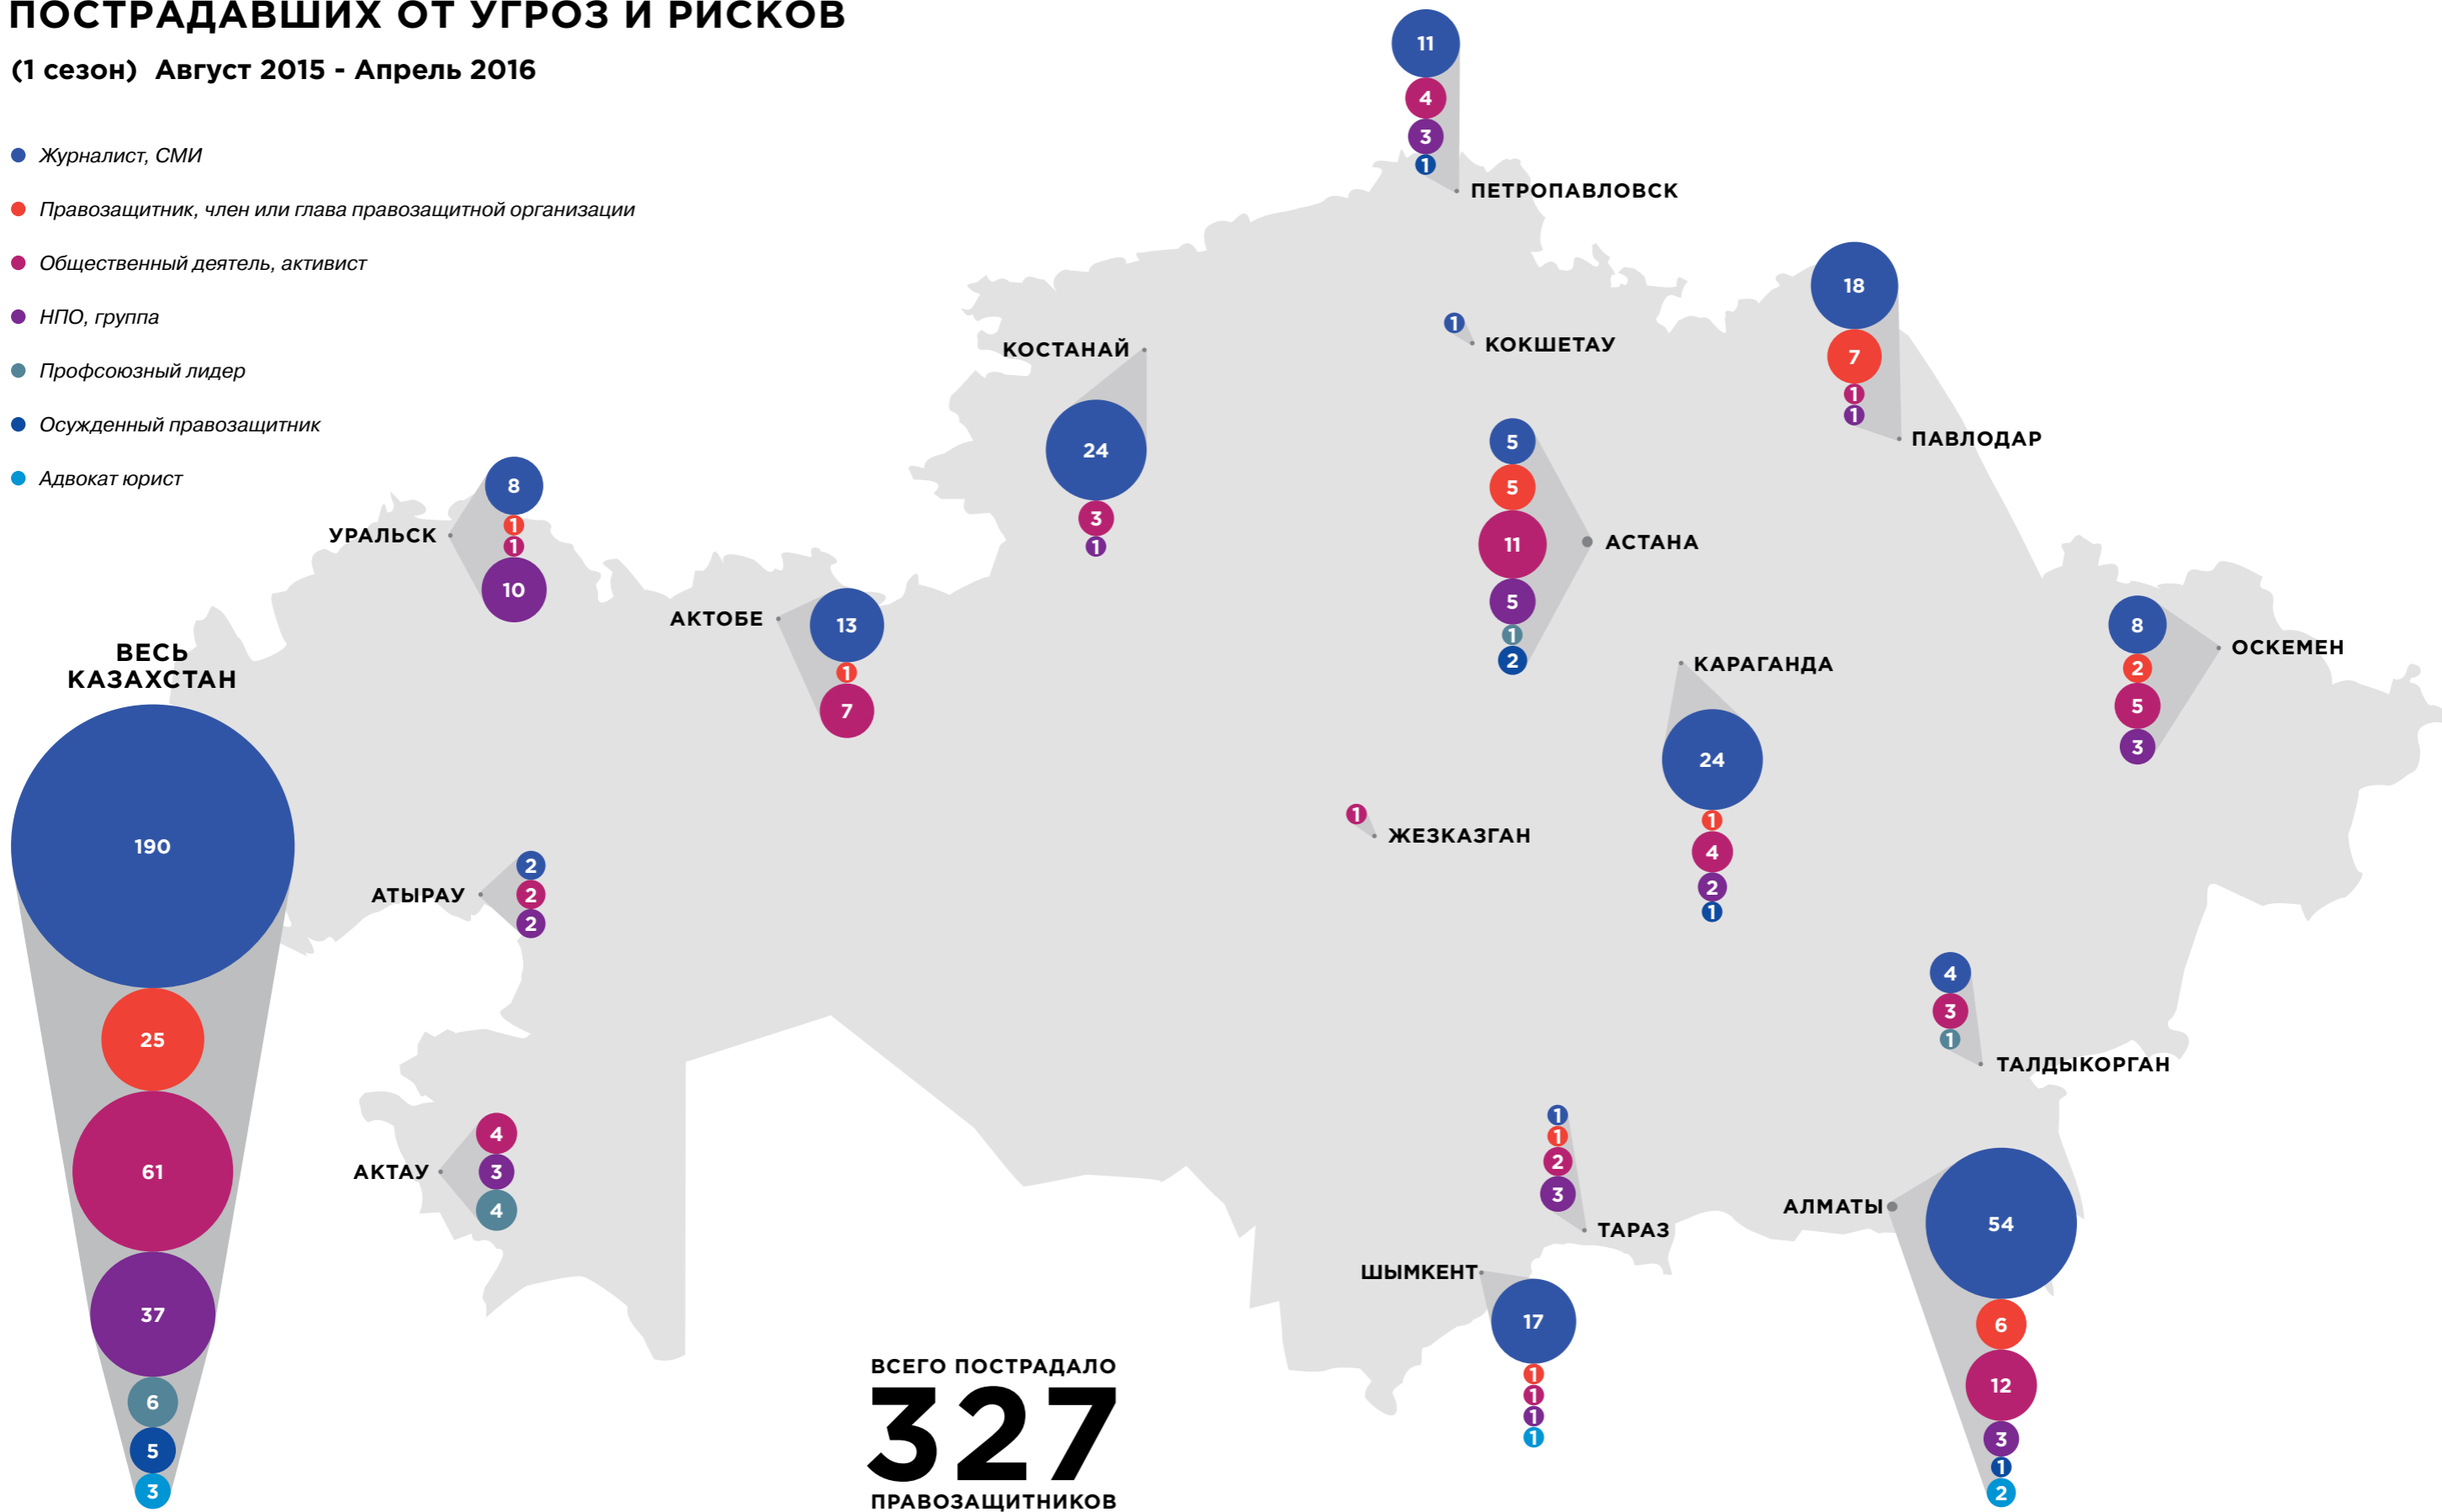 ПОСТРАДАВШИХ ОТ УГРОЗ И РИСКОВ
(1 сезон) Август 2015 - Апрель 2016
Журналист, СМИ
Правозащитник, член или глава правозащитной организации
Общественный деятель, активист
НПО, группа
Профсоюзный лидер
Осужденный правозащитник
Адвокат юрист
11
4
3
1
ПЕТРОПАВЛОВСК
18
7
1
1
ПАВЛОДАР
1
КОКШЕТАУ
КОСТАНАЙ
24
3
1
5
5
11
5
1
2
АСТАНА
УРАЛЬСК
8
1
1
10
АКТОБЕ
13
1
7
8
2
5
3
ОСКЕМЕН
КАРАГАНДА
24
1
4
2
1
1
ЖЕЗКАЗГАН
ВЕСЬ
КАЗАХСТАН
190
25
61
37
6
5
3
АТЫРАУ
2
2
2
АКТАУ
4
3
4
4
3
1
ТАЛДЫКОРГАН
1
1
2
3
ТАРАЗ
ШЫМКЕНТ
17
1
1
1
1
АЛМАТЫ
54
6
12
3
1
2
ВСЕГО ПОСТРАДАЛО
327
ПРАВОЗАЩИТНИКОВ